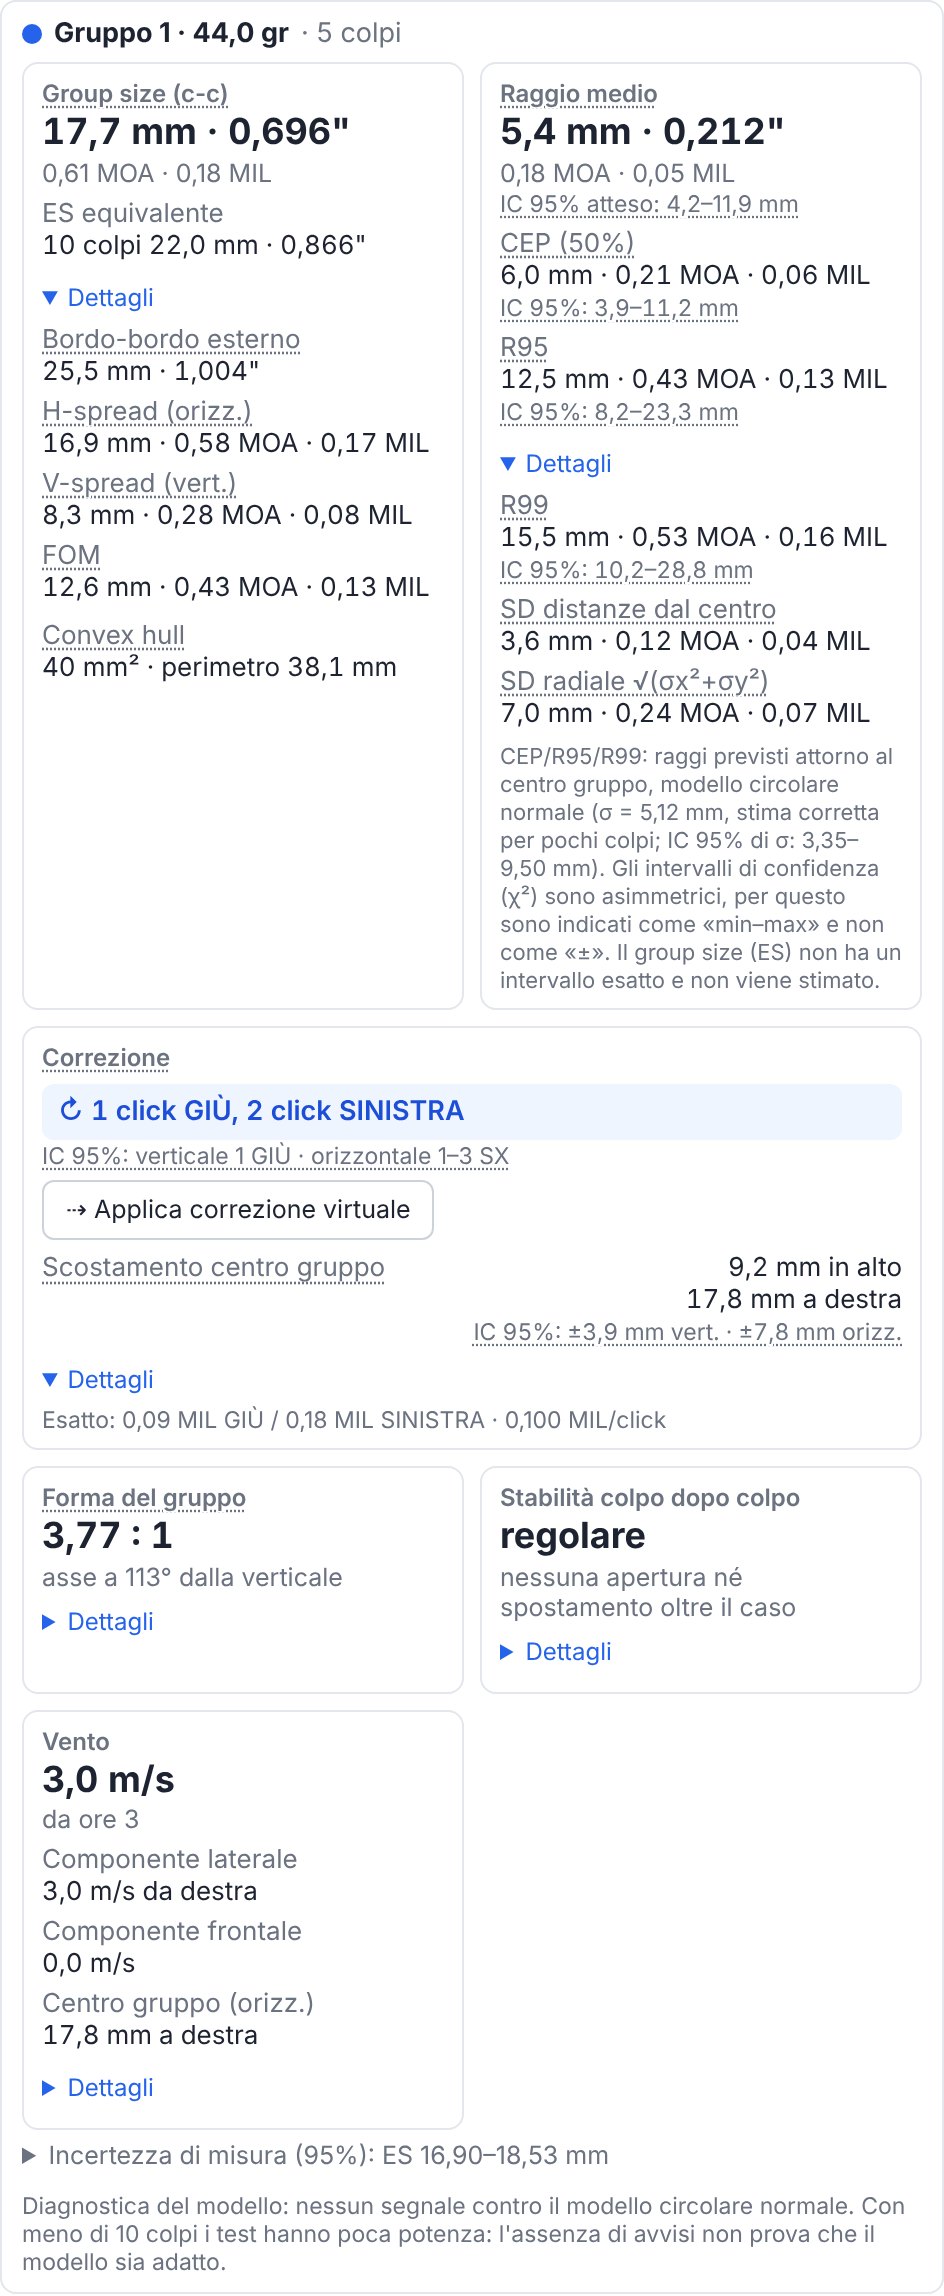 Gruppo 1 · 44,0 gr · 5 colpi
Group size (c-c)
17,7 mm · 0,696"
0,61 MOA · 0,18 MIL
ES equivalente
10 colpi 22,0 mm · 0,866"
▼ Dettagli
Bordo-bordo esterno
25,5 mm · 1,004"
H-spread (orizz.)
16,9 mm · 0,58 MOA · 0,17 MIL
V-spread (vert.)
8,3 mm · 0,28 MOA · 0,08 MIL
FOM
12,6 mm · 0,43 MOA · 0,13 MIL
Convex hull
40 mm² · perimetro 38,1 mm
Raggio medio
5,4 mm · 0,212"
0,18 MOA · 0,05 MIL
IC 95% atteso: 4,2–11,9 mm
CEP (50%)
6,0 mm · 0,21 MOA · 0,06 MIL
IC 95%: 3,9–11,2 mm
R95
12,5 mm · 0,43 MOA · 0,13 MIL
IC 95%: 8,2–23,3 mm
▼ Dettagli
R99
15,5 mm · 0,53 MOA · 0,16 MIL
IC 95%: 10,2–28,8 mm
SD distanze dal centro
3,6 mm · 0,12 MOA · 0,04 MIL
SD radiale √(σx²+σy²)
7,0 mm · 0,24 MOA · 0,07 MIL
CEP/R95/R99: raggi previsti attorno al
centro gruppo, modello circolare
normale (σ = 5,12 mm, stima corretta
per pochi colpi; IC 95% di σ: 3,35–
9,50 mm). Gli intervalli di confidenza
(χ²) sono asimmetrici, per questo
sono indicati come «min–max» e non
come «±». Il group size (ES) non ha un
intervallo esatto e non viene stimato.
Correzione
↻ 1 click GIÙ, 2 click SINISTRA
IC 95%: verticale 1 GIÙ · orizzontale 1–3 SX
⇢ Applica correzione virtuale
Scostamento centro gruppo
9,2 mm in alto
17,8 mm a destra
IC 95%: ±3,9 mm vert. · ±7,8 mm orizz.
▼ Dettagli
Esatto: 0,09 MIL GIÙ / 0,18 MIL SINISTRA · 0,100 MIL/click
Forma del gruppo
3,77 : 1
asse a 113° dalla verticale
▶ Dettagli
Stabilità colpo dopo colpo
regolare
nessuna apertura né
spostamento oltre il caso
▶ Dettagli
Vento
3,0 m/s
da ore 3
Componente laterale
3,0 m/s da destra
Componente frontale
0,0 m/s
Centro gruppo (orizz.)
17,8 mm a destra
▶ Dettagli
▶ Incertezza di misura (95%): ES 16,90–18,53 mm
Diagnostica del modello: nessun segnale contro il modello circolare normale. Con
meno di 10 colpi i test hanno poca potenza: l'assenza di avvisi non prova che il
modello sia adatto.